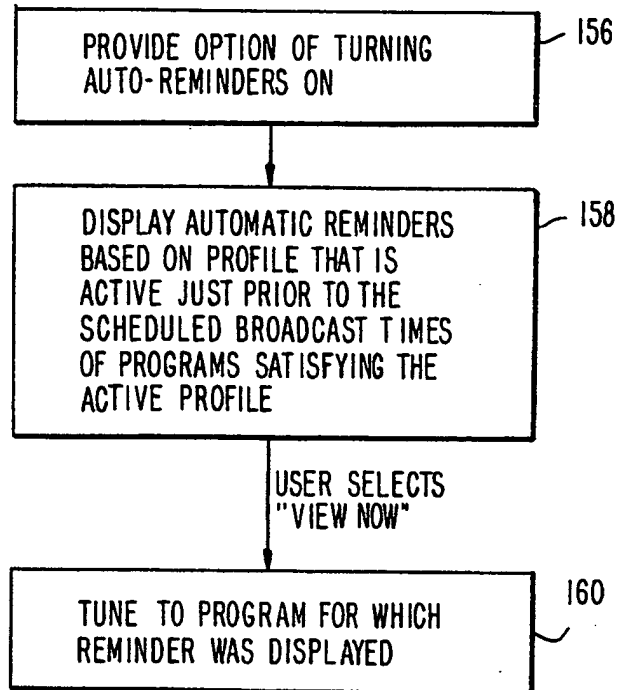 PROVIDE OPTION OF TURNING
AUTO-REMINDERS ON
156
DISPLAY AUTOMATIC REMINDERS
BASED ON PROFILE THAT IS
ACTIVE JUST PRIOR TO THE
SCHEDULED BROADCAST TIMES
OF PROGRAMS SATISFYING THE
ACTIVE PROFILE
158
USER SELECTS
"VIEW NOW"
TUNE TO PROGRAM FOR WHICH
REMINDER WAS DISPLAYED
160